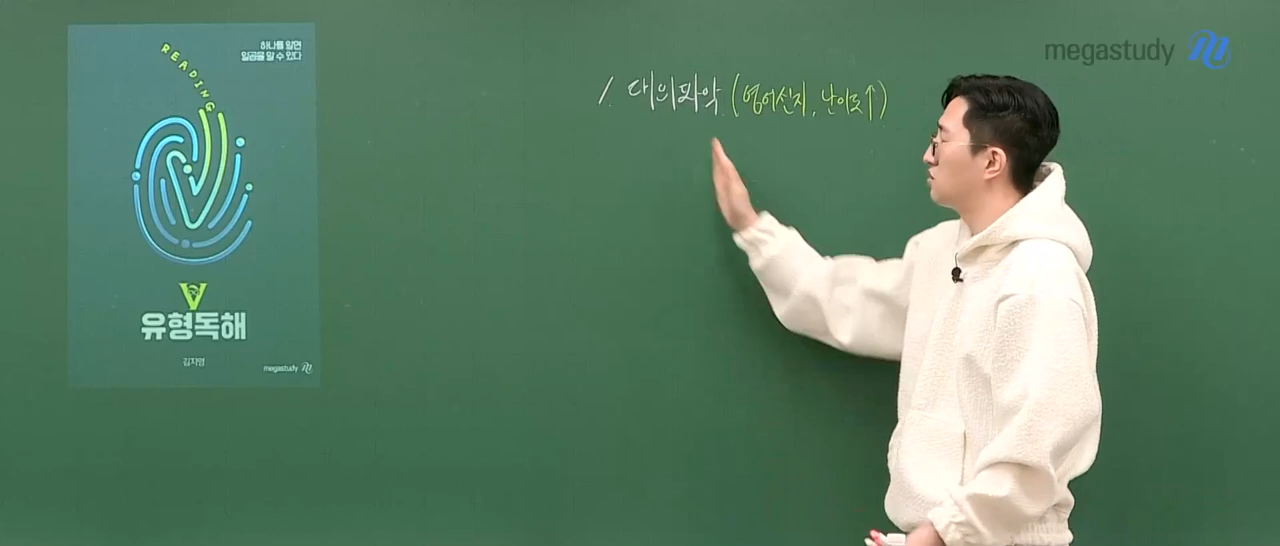 하나를 알면
일곱을 알 수 있다
READING
V
유형독해
김지영
megastudy
1. 대의파악 (영어신지, 난이도↑)
megastudy